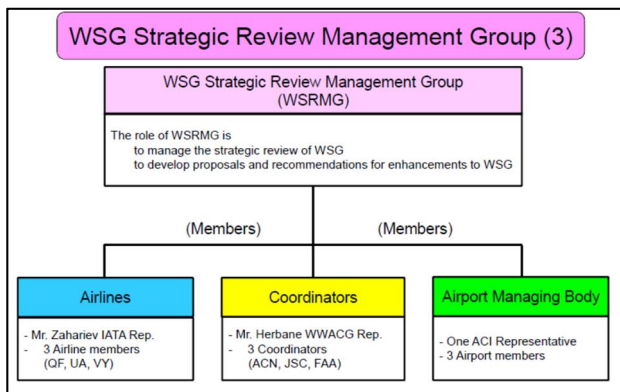 WSG Strategic Review Management Group (3)
WSG Strategic Review Management Group
(WSRMG)
The role of WSRMG is
to manage the strategic review of WSG
to develop proposals and recommendations for enhancements to WSG
(Members)
(Members)
Airlines
- Mr. Zahariev IATA Rep.
- 3 Airline members
(QF, UA, VY)
Coordinators
- Mr. Herbane WWACG Rep.
- 3 Coordinators
(ACN, JSC, FAA)
Airport Managing Body
- One ACI Representative
- 3 Airport members